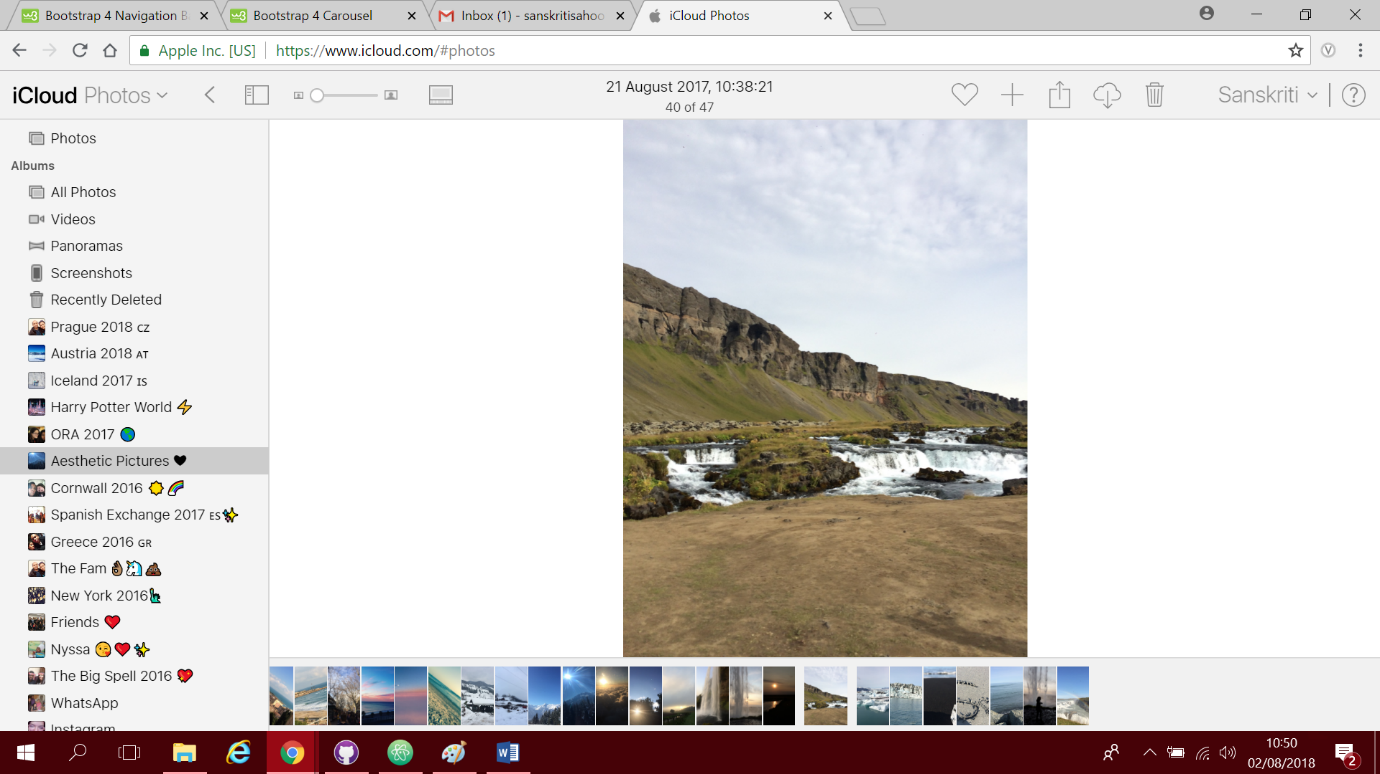 Bootstrap 4 Navigation B
Bootstrap 4 Carousel
Inbox (1) - sanskritisahoo
iCloud Photos
Apple Inc. [US]
https://www.icloud.com/#photos
iCloud Photos
21 August 2017, 10:38:21
40 of 47
Sanskriti
?
Photos
Albums
All Photos
Videos
Panoramas
Screenshots
Recently Deleted
Prague 2018 CZ
Austria 2018 AT
Iceland 2017 IS
Harry Potter World ⚡
ORA 2017 🌍
Aesthetic Pictures 🖤
Cornwall 2016 ☀🌈
Spanish Exchange 2017 ES✨
Greece 2016 GR
The Fam 👌🏾🦄💩
New York 2016🗽
Friends ❤
Nyssa 😘❤✨
The Big Spell 2016 💖
WhatsApp
Instagram
10:50
02/08/2018
2